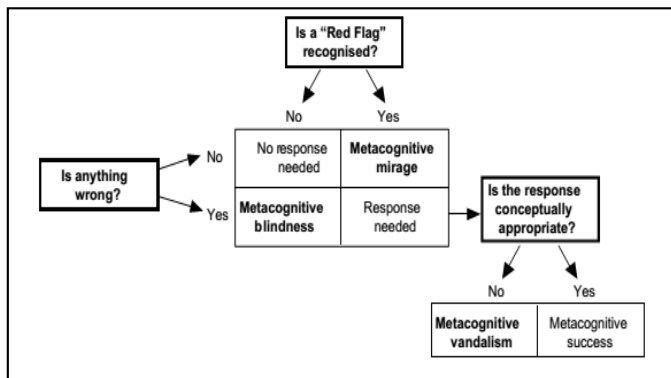 Is a “Red Flag”
recognised?
No
Yes
No
No response
needed
Metacognitive
mirage
Is anything
wrong?
Yes
Metacognitive
blindness
Response
needed
Is the response
conceptually
appropriate?
No
Yes
Metacognitive
vandalism
Metacognitive
success